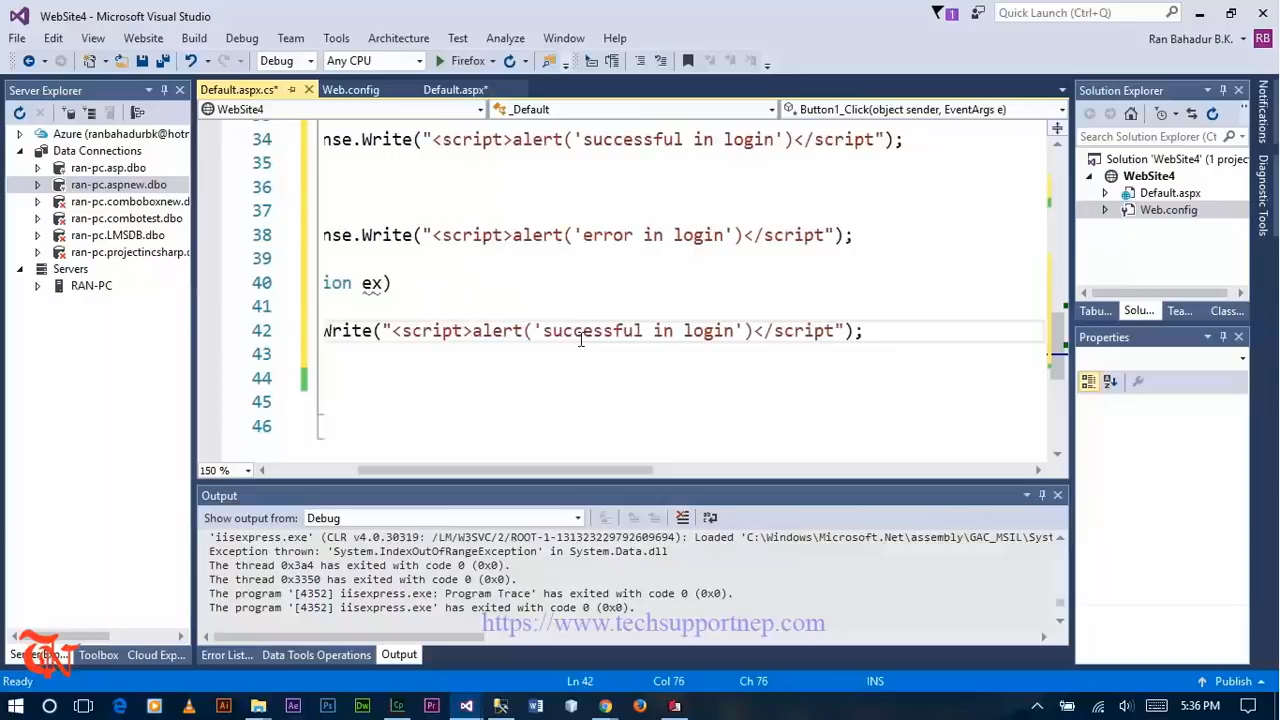 WebSite4 - Microsoft Visual Studio
1
Quick Launch (Ctrl+Q)
File Edit View Website Build Debug Team Tools Architecture Test Analyze Window Help
Ran Bahadur B.K. RB
Debug Any CPU Firefox
Server Explorer
Default.aspx.cs* Web.config Default.aspx*
Solution Explorer
WebSite4 _Default Button1_Click(object sender, EventArgs e)
Search Solution Explorer (Ctrl+
Azure (ranbahadurbk@hotr
Data Connections
ran-pc.asp.dbo
ran-pc.aspnew.dbo
ran-pc.comboboxnew.d
ran-pc.combotest.dbo
ran-pc.LMSDB.dbo
ran-pc.projectincsharp.d
Servers
RAN-PC
34 nse.Write("<script>alert('successful in login')</script");
35
36
37
38 nse.Write("<script>alert('error in login')</script");
39
40 ion ex)
41
42 Write("<script>alert('successful in login')</script");
43
44
45
46
150 %
Solution 'WebSite4' (1 projec
WebSite4
Default.aspx
Web.config
Tabu... Solu... Tea... Class...
Properties
Notifications
Diagnostic Tools
Output
Show output from: Debug
'iisexpress.exe' (CLR v4.0.30319: /LM/W3SVC/2/ROOT-1-131323229792609694): Loaded 'C:\Windows\Microsoft.Net\assembly\GAC_MSIL\Syst
Exception thrown: 'System.IndexOutOfRangeException' in System.Data.dll
The thread 0x3a4 has exited with code 0 (0x0).
The thread 0x3350 has exited with code 0 (0x0).
The program '[4352] iisexpress.exe: Program Trace' has exited with code 0 (0x0).
The program '[4352] iisexpress.exe' has exited with code 0 (0x0).
https://www.techsupportnep.com
Toolbox Cloud Exp...
Error List... Data Tools Operations Output
Ready Ln 42 Col 76 Ch 76 INS Publish
Ai Ae Ps Dw Cp Pr
5:36 PM